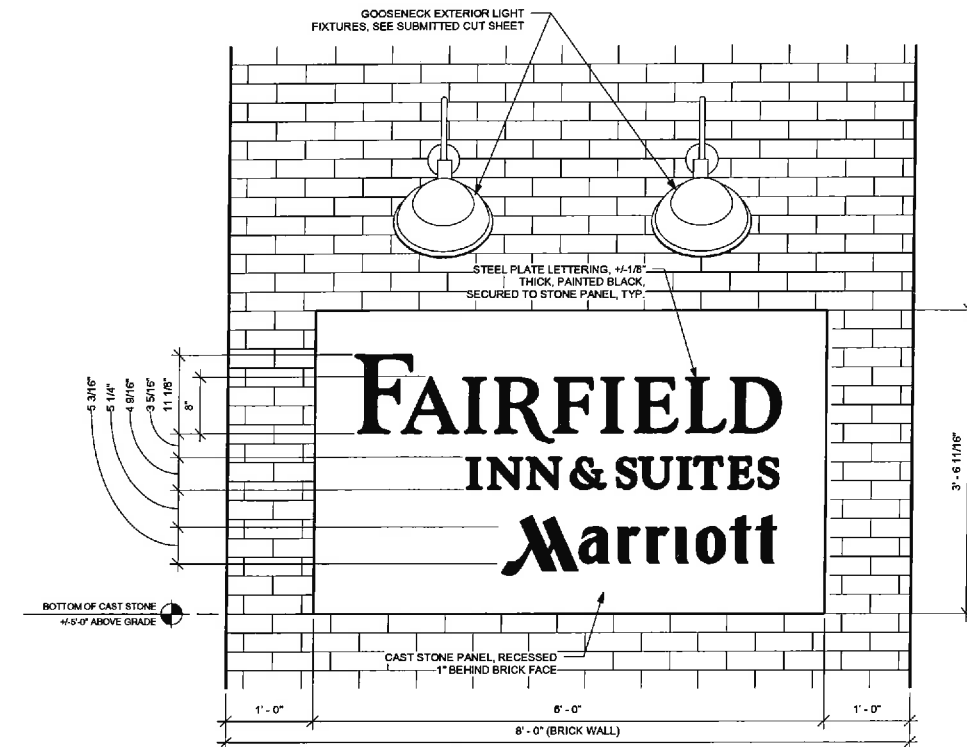 GOOSENECK EXTERIOR LIGHT
FIXTURES, SEE SUBMITTED CUT SHEET
STEEL PLATE LETTERING, +/-1/8"
THICK, PAINTED BLACK,
SECURED TO STONE PANEL, TYP.
FAIRFIELD
INN & SUITES
Marriott
5 3/16"
5 1/4"
4 9/16"
3 5/16"
11 1/8"
8"
3' - 6 11/16"
BOTTOM OF CAST STONE
+/-5'-0" ABOVE GRADE
CAST STONE PANEL, RECESSED
1" BEHIND BRICK FACE
1' - 0"
6' - 0"
1' - 0"
8' - 0" (BRICK WALL)